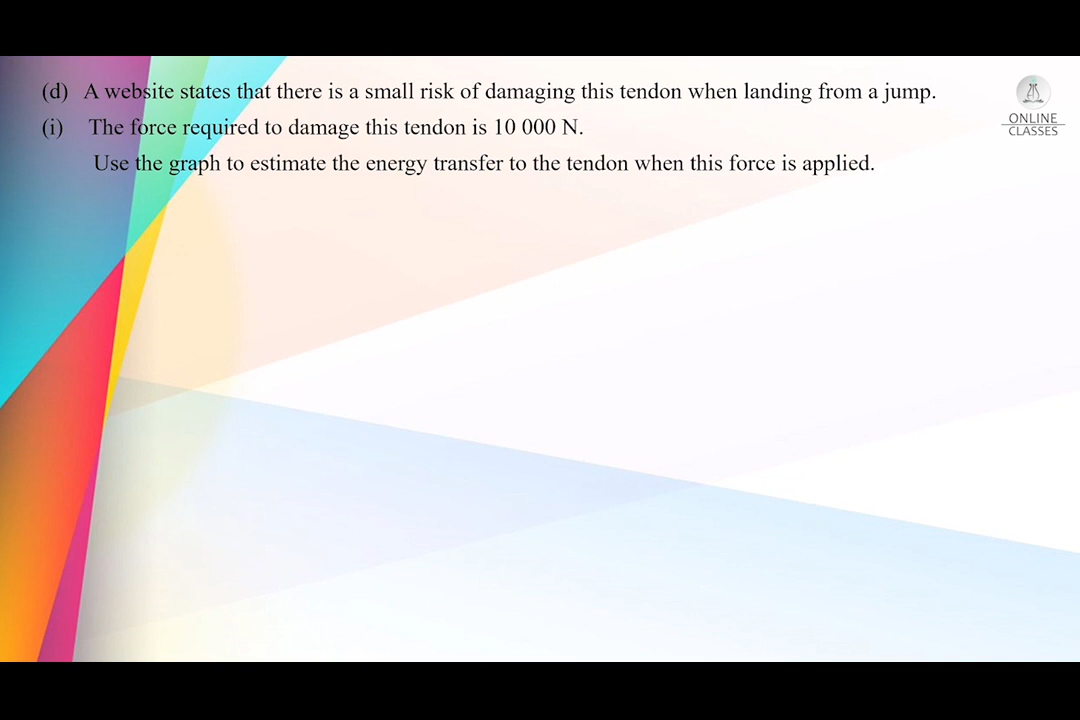 (d) A website states that there is a small risk of damaging this tendon when landing from a jump.
(i) The force required to damage this tendon is 10 000 N.
Use the graph to estimate the energy transfer to the tendon when this force is applied.
ONLINE
CLASSES